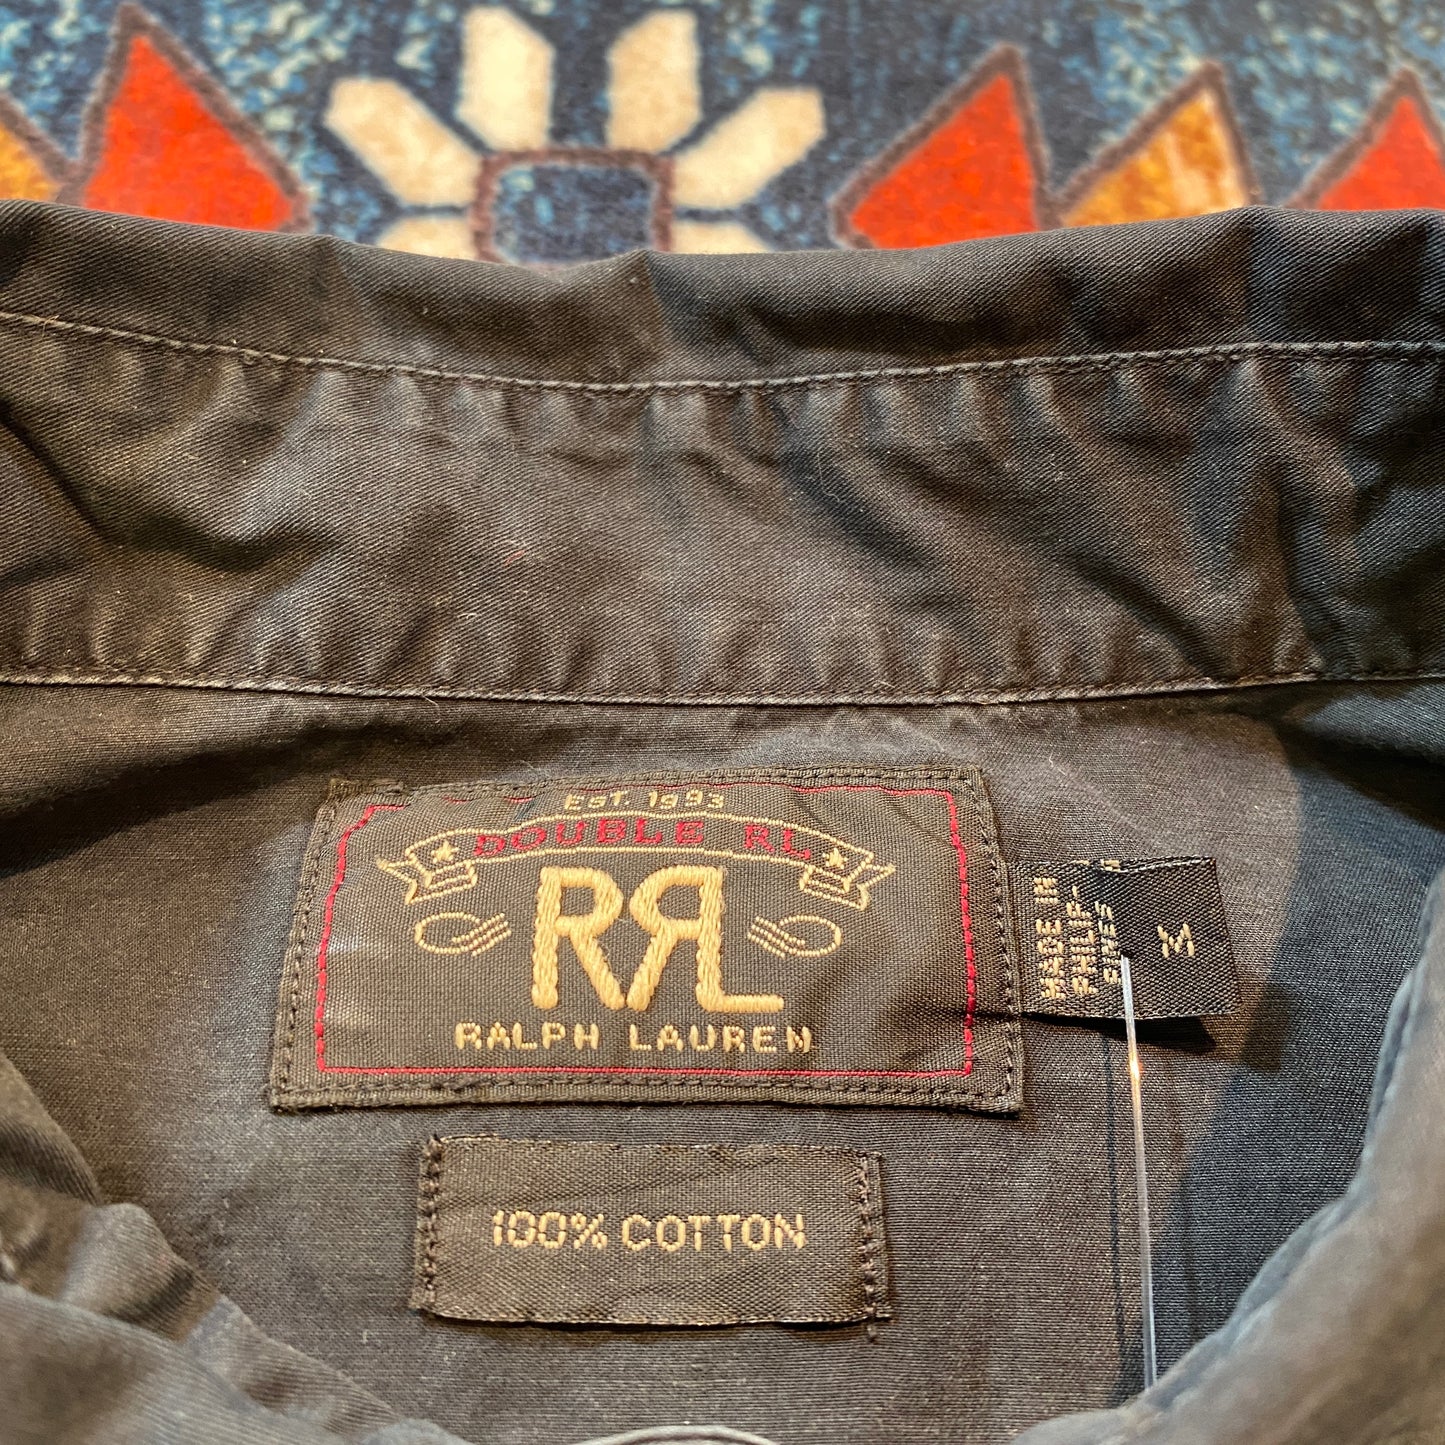 EST. 1993
DOUBLE RL
RRL
RALPH LAUREN
MADE IN
PHILIP-
PINES
M
100% COTTON